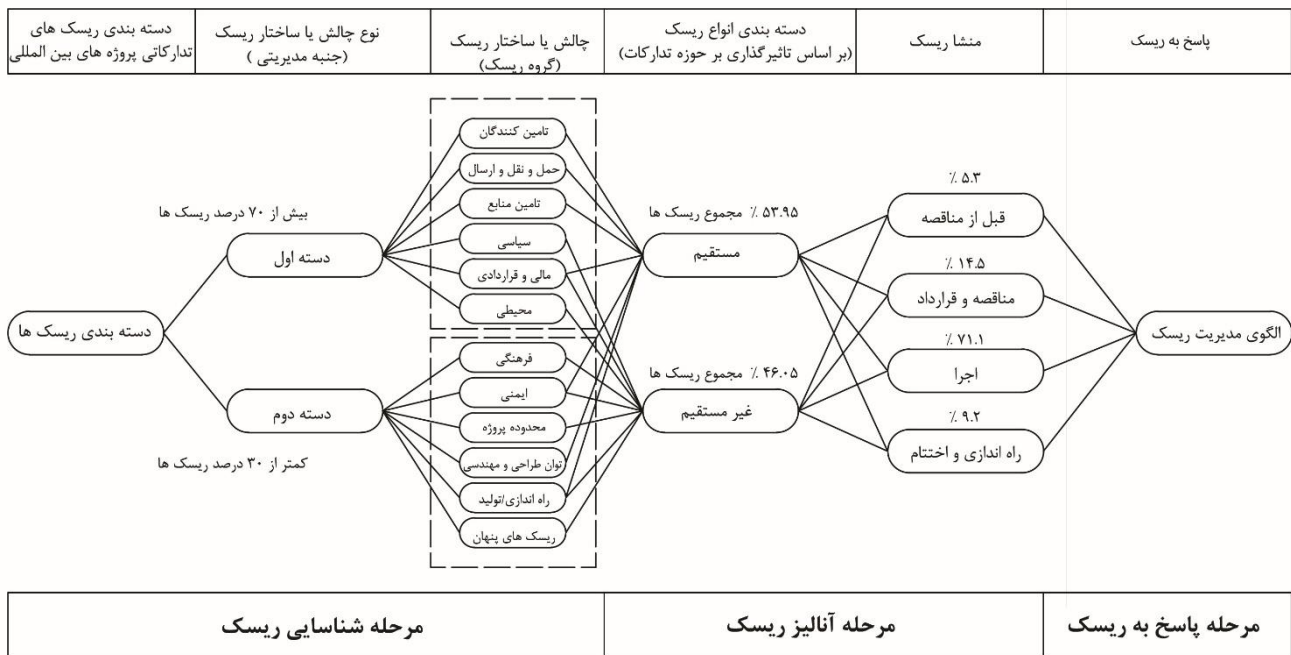 دسته بندی ریسک های
تدارکاتی پروژه های بین المللی
نوع چالش یا ساختار ریسک
(جنبه مدیریتی )
چالش یا ساختار ریسک
(گروه ریسک)
دسته بندی انواع ریسک
(بر اساس تاثیرگذاری بر حوزه تدارکات)
منشا ریسک
پاسخ به ریسک
دسته بندی ریسک ها
بیش از ۷۰ درصد ریسک ها
دسته اول
دسته دوم
کمتر از ۳۰ درصد ریسک ها
تامین کنندگان
حمل و نقل و ارسال
تامین منابع
سیاسی
مالی و قراردادی
محیطی
فرهنگی
ایمنی
محدوده پروژه
توان طراحی و مهندسی
راه اندازی/تولید
ریسک های پنهان
۵۳.۹۵ ٪ مجموع ریسک ها
مستقیم
۴۶.۰۵ ٪ مجموع ریسک ها
غیر مستقیم
۵.۳ ٪
قبل از مناقصه
۱۴.۵ ٪
مناقصه و قرارداد
۷۱.۱ ٪
اجرا
۹.۲ ٪
راه اندازی و اختتام
الگوی مدیریت ریسک
مرحله شناسایی ریسک
مرحله آنالیز ریسک
مرحله پاسخ به ریسک